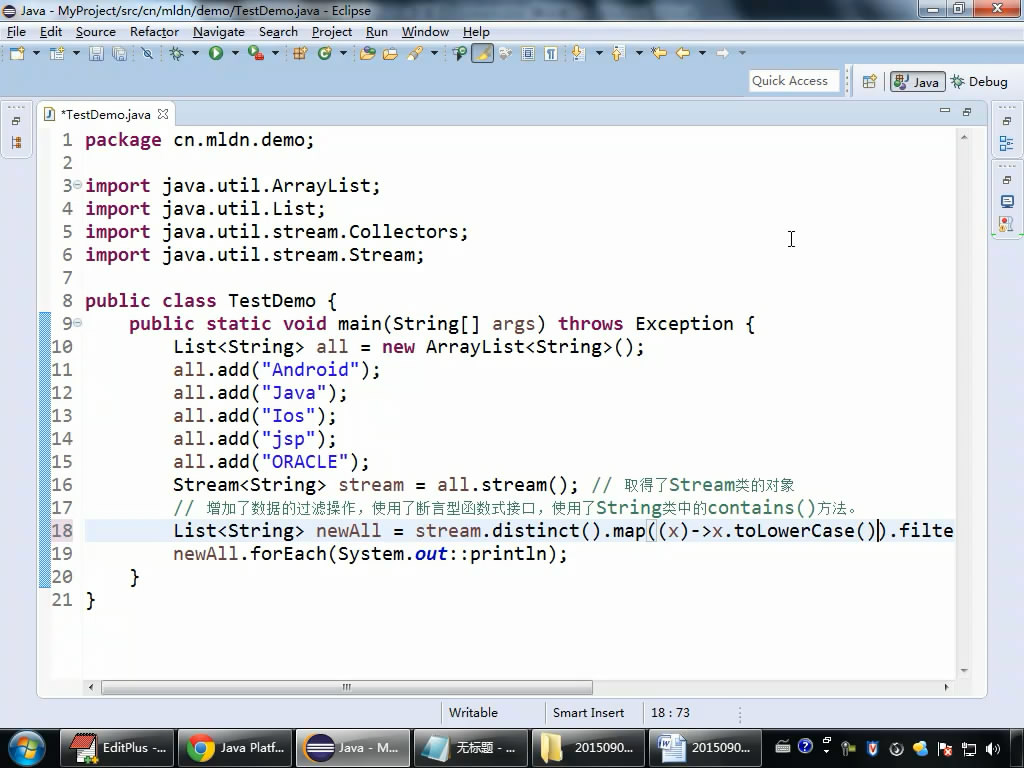 Java - MyProject/src/cn/mldn/demo/TestDemo.java - Eclipse
File Edit Source Refactor Navigate Search Project Run Window Help
Quick Access Java Debug
*TestDemo.java
1 package cn.mldn.demo;
2
3 import java.util.ArrayList;
4 import java.util.List;
5 import java.util.stream.Collectors;
6 import java.util.stream.Stream;
7
8 public class TestDemo {
9 public static void main(String[] args) throws Exception {
10 List<String> all = new ArrayList<String>();
11 all.add("Android");
12 all.add("Java");
13 all.add("Ios");
14 all.add("jsp");
15 all.add("ORACLE");
16 Stream<String> stream = all.stream(); // 取得了Stream类的对象
17 // 增加了数据的过滤操作，使用了断言型函数式接口，使用了String类中的contains()方法。
18 List<String> newAll = stream.distinct().map((x)->x.toLowerCase()).filte
19 newAll.forEach(System.out::println);
20 }
21 }
Writable Smart Insert 18 : 73
EditPlus -... Java Platf... Java - M... 无标题 - ... 2015090... 2015090...